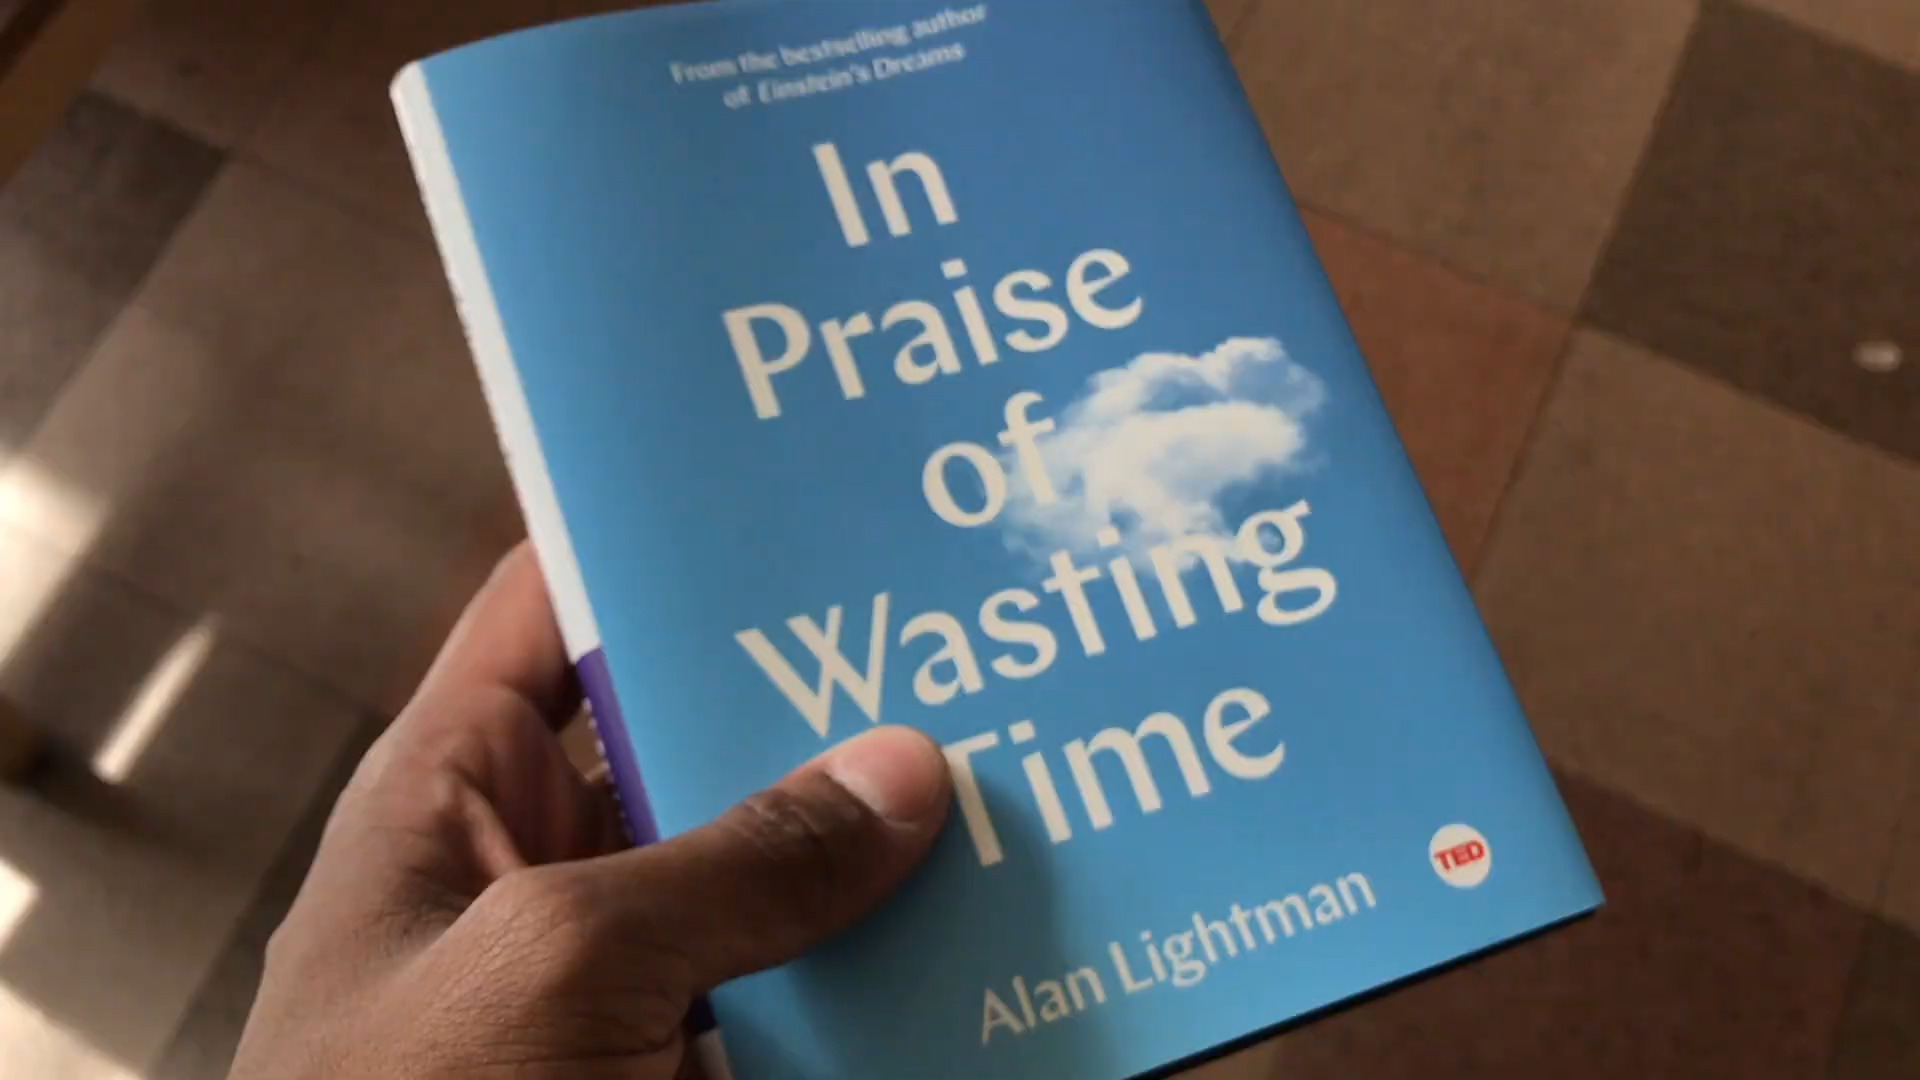 From the bestselling author
of Einstein's Dreams
In
Praise
of
Wasting
Time
Alan Lightman
TED